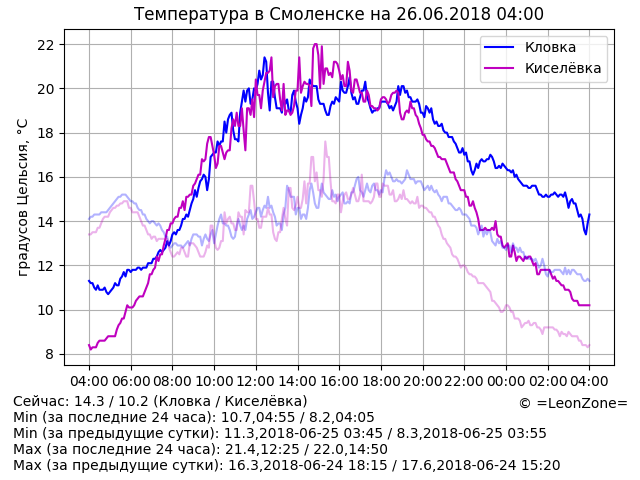 Температура в Смоленске на 26.06.2018 04:00
Кловка
Киселёвка
градусов Цельсия, °C
22
20
18
16
14
12
10
8
04:00 06:00 08:00 10:00 12:00 14:00 16:00 18:00 20:00 22:00 00:00 02:00 04:00
Сейчас: 14.3 / 10.2 (Кловка / Киселёвка)
© =LeonZone=
Min (за последние 24 часа): 10.7,04:55 / 8.2,04:05
Min (за предыдущие сутки): 11.3,2018-06-25 03:45 / 8.3,2018-06-25 03:55
Max (за последние 24 часа): 21.4,12:25 / 22.0,14:50
Max (за предыдущие сутки): 16.3,2018-06-24 18:15 / 17.6,2018-06-24 15:20